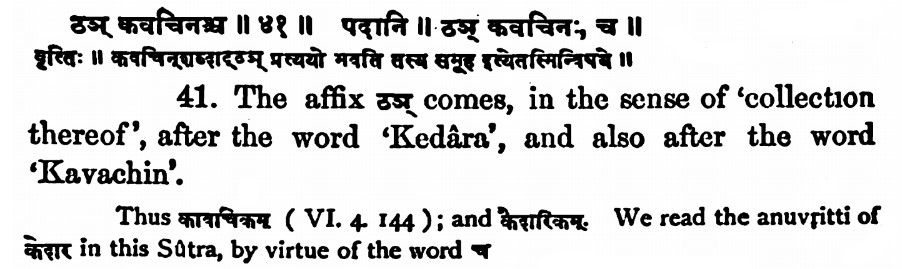 ठञ् कवचिनश्च ॥ ४१ ॥ पदानि ॥ ठञ् कवचिनः, च ॥
वृत्तिः ॥ कवचिन्शब्दाट्ठञ् प्रत्ययो भवति तस्य समूह इत्येतस्मिन्विषये ॥
41. The affix ठञ् comes, in the sense of ‘collection
thereof’, after the word ‘Kedâra’, and also after the word
‘Kavachin’.
Thus कावचिकम् ( VI. 4 144 ); and कैदारिकम्. We read the anuvṛitti of
केदार in this Sûtra, by virtue of the word च